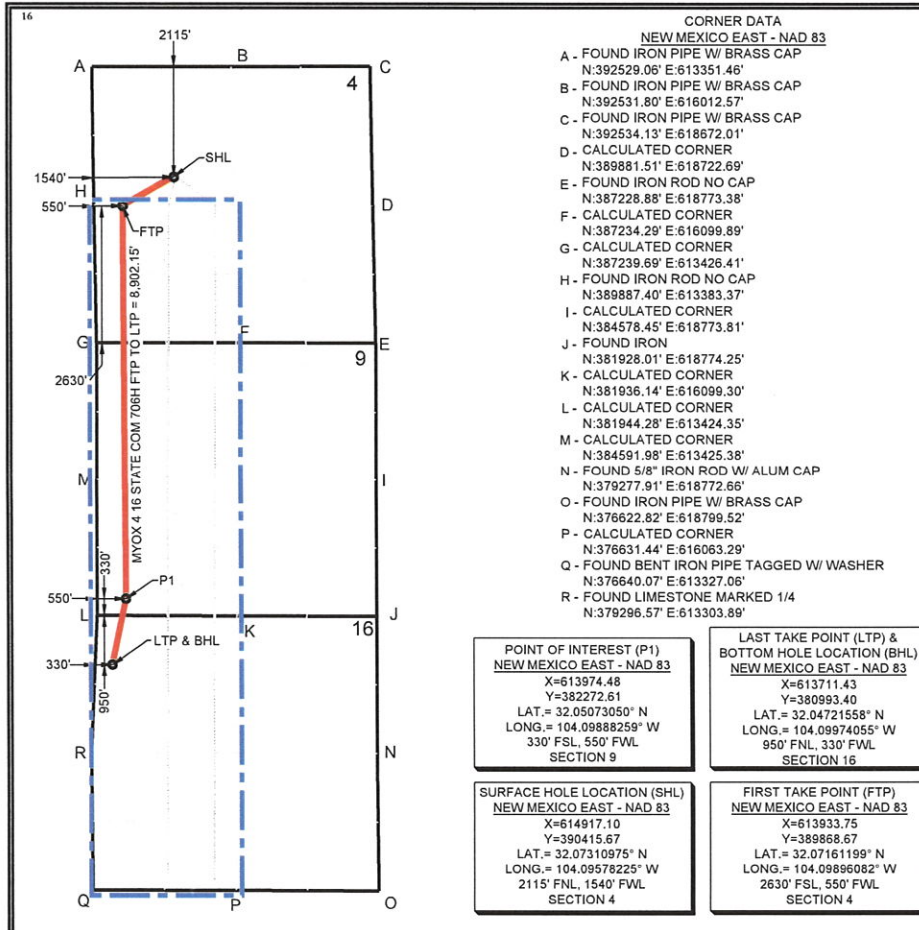 16
2115'
A
B
C
4
SHL
1540'
H
550'
D
FTP
MYOX 4 16 STATE COM 706H FTP TO LTP = 8,902.15'
G
F
E
9
2630'
M
I
330'
550'
P1
L
J
K
16
LTP & BHL
330'
950'
R
N
Q
P
O
CORNER DATA
NEW MEXICO EAST - NAD 83
A - FOUND IRON PIPE W/ BRASS CAP
N:392529.06' E:613351.46'
B - FOUND IRON PIPE W/ BRASS CAP
N:392531.80' E:616012.57'
C - FOUND IRON PIPE W/ BRASS CAP
N:392534.13' E:618672.01'
D - CALCULATED CORNER
N:389881.51' E:618722.69'
E - FOUND IRON ROD NO CAP
N:387228.88' E:618773.38'
F - CALCULATED CORNER
N:387234.29' E:616099.89'
G - CALCULATED CORNER
N:387239.69' E:613426.41'
H - FOUND IRON ROD NO CAP
N:389887.40' E:613383.37'
I - CALCULATED CORNER
N:384578.45' E:618773.81'
J - FOUND IRON
N:381928.01' E:618774.25'
K - CALCULATED CORNER
N:381936.14' E:616099.30'
L - CALCULATED CORNER
N:381944.28' E:613424.35'
M - CALCULATED CORNER
N:384591.98' E:613425.38'
N - FOUND 5/8" IRON ROD W/ ALUM CAP
N:379277.91' E:618772.66'
O - FOUND IRON PIPE W/ BRASS CAP
N:376622.82' E:618799.52'
P - CALCULATED CORNER
N:376631.44' E:616063.29'
Q - FOUND BENT IRON PIPE TAGGED W/ WASHER
N:376640.07' E:613327.06'
R - FOUND LIMESTONE MARKED 1/4
N:379296.57' E:613303.89'
POINT OF INTEREST (P1)
NEW MEXICO EAST - NAD 83
X=613974.48
Y=382272.61
LAT.= 32.05073050° N
LONG.= 104.09888259° W
330' FSL, 550' FWL
SECTION 9
LAST TAKE POINT (LTP) &
BOTTOM HOLE LOCATION (BHL)
NEW MEXICO EAST - NAD 83
X=613711.43
Y=380993.40
LAT.= 32.04721558° N
LONG.= 104.09974055° W
950' FNL, 330' FWL
SECTION 16
SURFACE HOLE LOCATION (SHL)
NEW MEXICO EAST - NAD 83
X=614917.10
Y=390415.67
LAT.= 32.07310975° N
LONG.= 104.09578225° W
2115' FNL, 1540' FWL
SECTION 4
FIRST TAKE POINT (FTP)
NEW MEXICO EAST - NAD 83
X=613933.75
Y=389868.67
LAT.= 32.07161199° N
LONG.= 104.09896082° W
2630' FSL, 550' FWL
SECTION 4